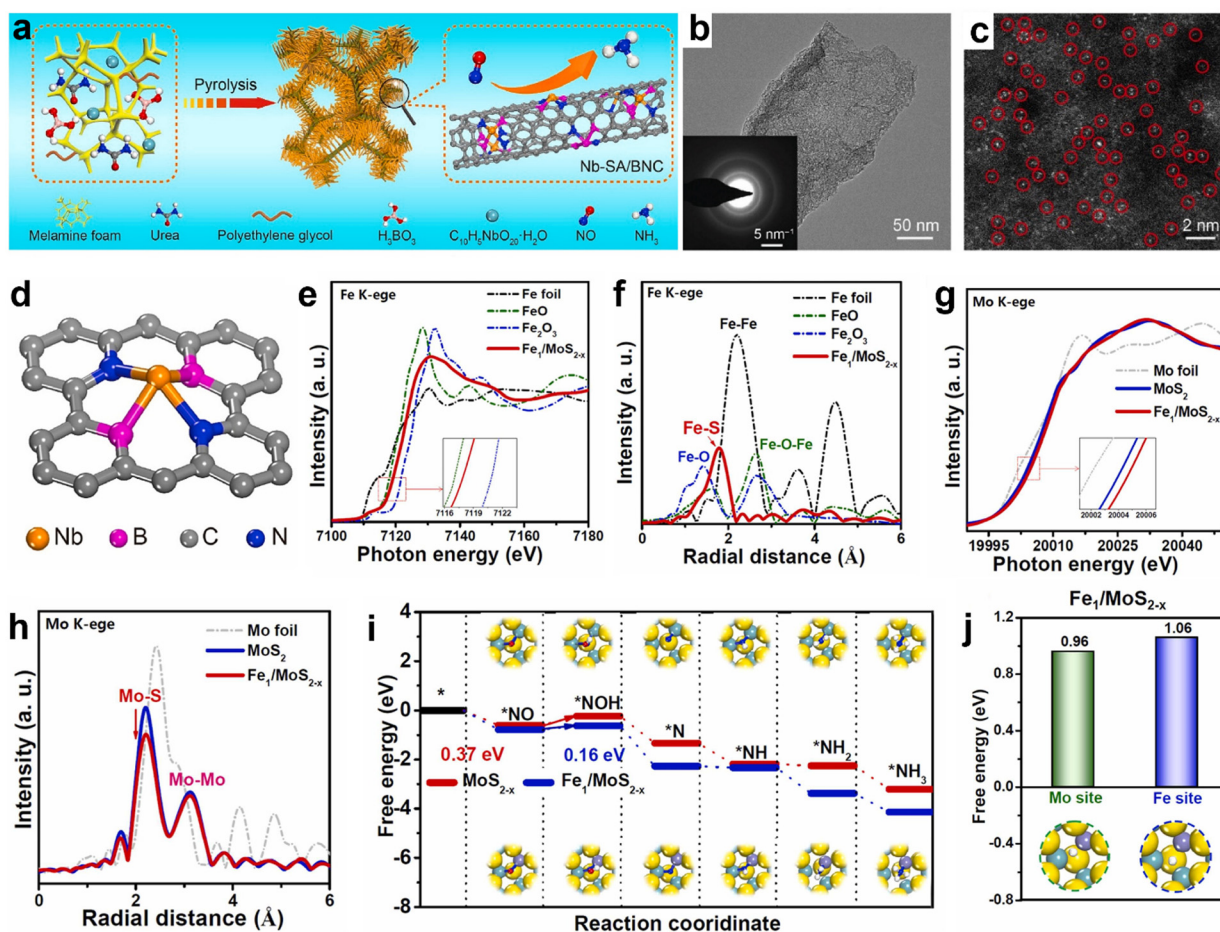 a
Pyrolysis
Nb-SA/BNC
Melamine foam
Urea
Polyethylene glycol
H₃BO₃
C₁₀H₅NbO₂₀·H₂O
NO
NH₃
b
5 nm⁻¹
50 nm
c
2 nm
d
Nb B C N
e
Fe K-ege
Fe foil
FeO
Fe₂O₃
Fe₁/MoS₂₋ₓ
7116 7119 7122
Intensity (a. u.)
7100 7120 7140 7160 7180
Photon energy (eV)
f
Fe K-ege
Fe foil
FeO
Fe₂O₃
Fe₁/MoS₂₋ₓ
Fe-Fe
Fe-S
Fe-O
Fe-O-Fe
Intensity (a. u.)
0 1 2 3 4 5 6
Radial distance (Å)
g
Mo K-ege
Mo foil
MoS₂
Fe₁/MoS₂₋ₓ
20002 20004 20006
Intensity (a. u.)
19995 20010 20025 20040
Photon energy (eV)
h
Mo K-ege
Mo foil
MoS₂
Fe₁/MoS₂₋ₓ
Mo-S
Mo-Mo
Intensity (a. u.)
0 2 4 6
Radial distance (Å)
i
4
2
0
-2
-4
-6
-8
Free energy (eV)
*
*NO
*NOH
*N
*NH
*NH₂
*NH₃
0.37 eV
0.16 eV
MoS₂₋ₓ
Fe₁/MoS₂₋ₓ
Reaction cooridinate
j
Fe₁/MoS₂₋ₓ
1.2
0.8
0.4
0.0
-0.4
-0.8
Free energy (eV)
0.96
1.06
Mo site
Fe site